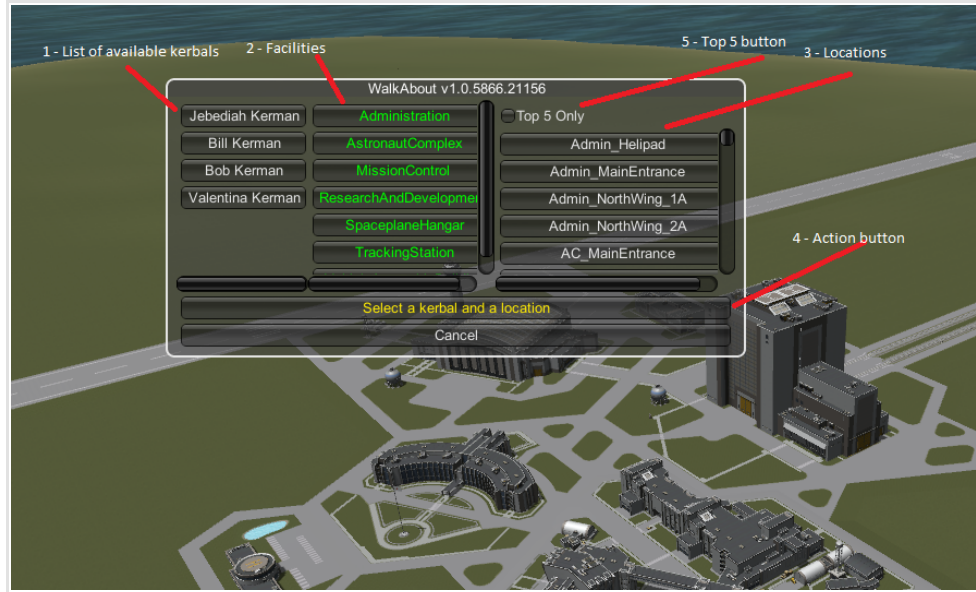 1 - List of available kerbals
2 - Facilities
5 - Top 5 button
3 - Locations
WalkAbout v1.0.5866.21156
Jebediah Kerman
Administration
Top 5 Only
Bill Kerman
AstronautComplex
Admin_Helipad
Bob Kerman
MissionControl
Admin_MainEntrance
Valentina Kerman
ResearchAndDevelopmen
Admin_NorthWing_1A
SpaceplaneHangar
Admin_NorthWing_2A
TrackingStation
AC_MainEntrance
4 - Action button
Select a kerbal and a location
Cancel